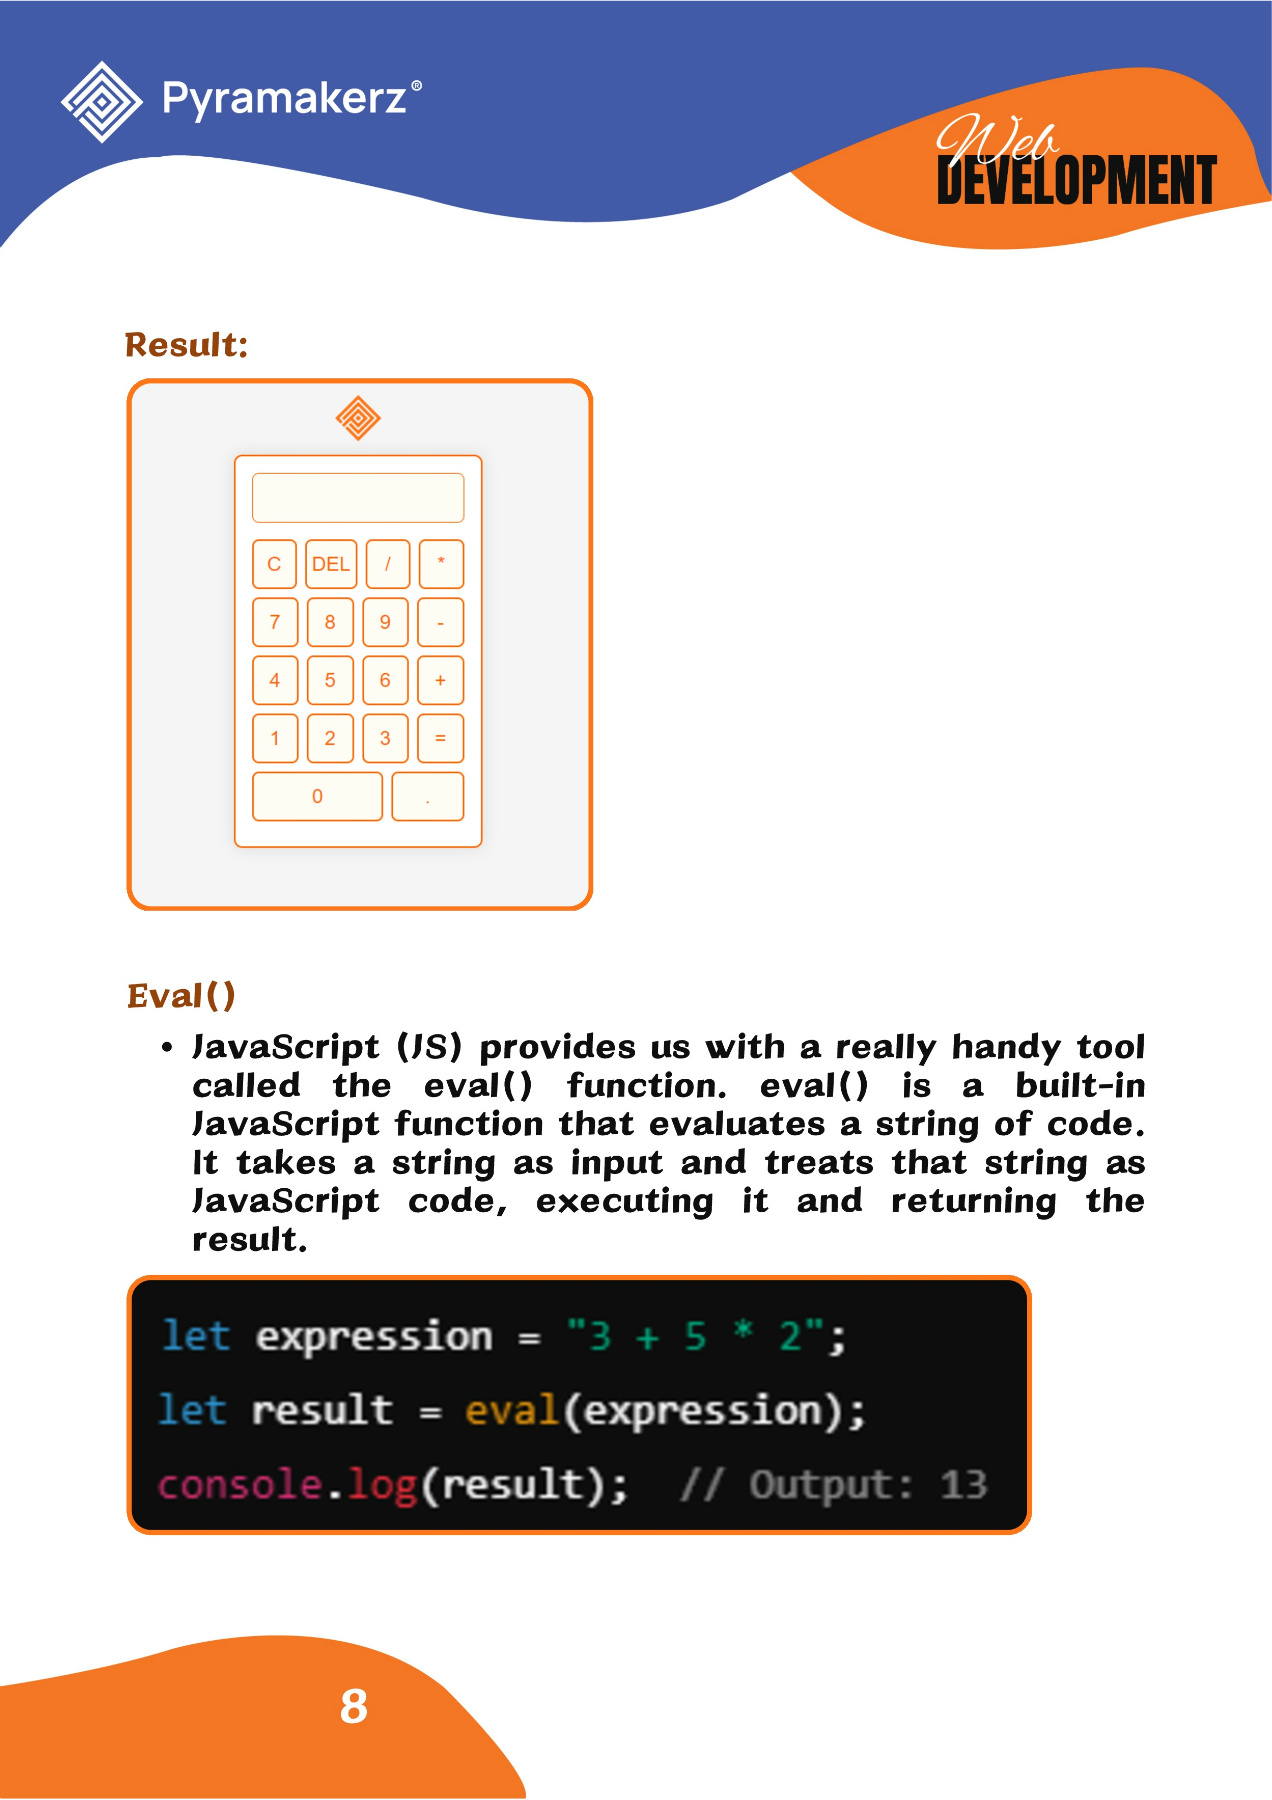 Pyramakerz®
Web
DEVELOPMENT
Result:
C DEL / *
7 8 9 -
4 5 6 +
1 2 3 =
0 .
Eval()
• JavaScript (JS) provides us with a really handy tool
called the eval() function. eval() is a built-in
JavaScript function that evaluates a string of code.
It takes a string as input and treats that string as
JavaScript code, executing it and returning the
result.
let expression = "3 + 5 * 2";
let result = eval(expression);
console.log(result); // Output: 13
8